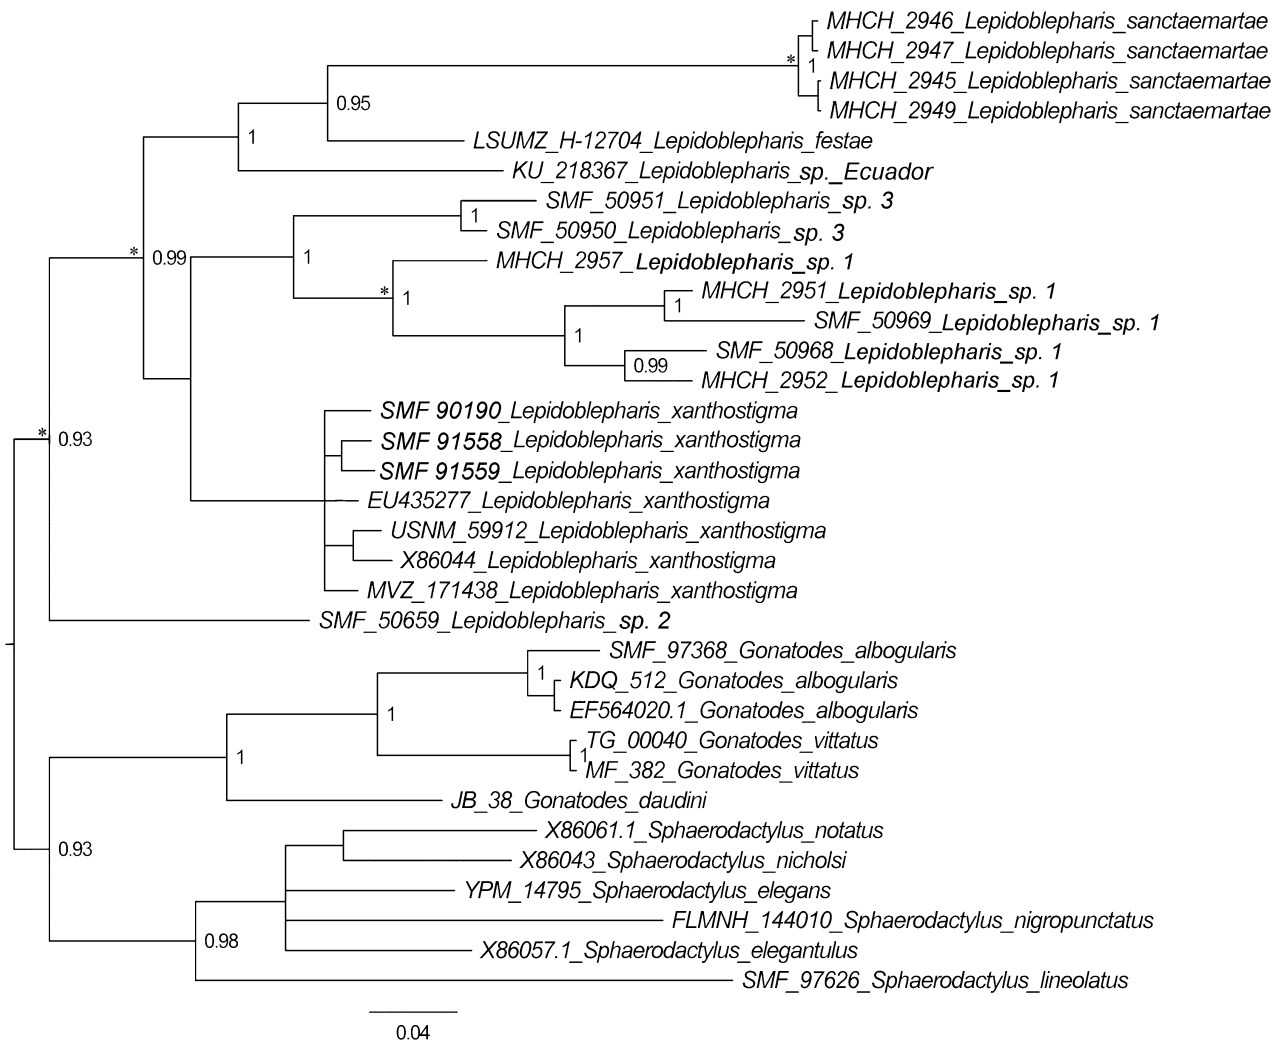 MHCH_2946_Lepidoblepharis_sanctaemartae
MHCH_2947_Lepidoblepharis_sanctaemartae
* 1
MHCH_2945_Lepidoblepharis_sanctaemartae
0.95
MHCH_2949_Lepidoblepharis_sanctaemartae
1
LSUMZ_H-12704_Lepidoblepharis_festae
KU_218367_Lepidoblepharis_sp._Ecuador
SMF_50951_Lepidoblepharis_sp. 3
1
SMF_50950_Lepidoblepharis_sp. 3
* 0.99
1
MHCH_2957_Lepidoblepharis_sp. 1
* 1
MHCH_2951_Lepidoblepharis_sp. 1
1
SMF_50969_Lepidoblepharis_sp. 1
1
SMF_50968_Lepidoblepharis_sp. 1
0.99
MHCH_2952_Lepidoblepharis_sp. 1
SMF 90190_Lepidoblepharis_xanthostigma
* 0.93
SMF 91558_Lepidoblepharis_xanthostigma
SMF 91559_Lepidoblepharis_xanthostigma
EU435277_Lepidoblepharis_xanthostigma
USNM_59912_Lepidoblepharis_xanthostigma
X86044_Lepidoblepharis_xanthostigma
MVZ_171438_Lepidoblepharis_xanthostigma
SMF_50659_Lepidoblepharis_sp. 2
SMF_97368_Gonatodes_albogularis
1
KDQ_512_Gonatodes_albogularis
1
EF564020.1_Gonatodes_albogularis
TG_00040_Gonatodes_vittatus
1
1
MF_382_Gonatodes_vittatus
JB_38_Gonatodes_daudini
X86061.1_Sphaerodactylus_notatus
0.93
X86043_Sphaerodactylus_nicholsi
YPM_14795_Sphaerodactylus_elegans
FLMNH_144010_Sphaerodactylus_nigropunctatus
0.98
X86057.1_Sphaerodactylus_elegantulus
SMF_97626_Sphaerodactylus_lineolatus
0.04